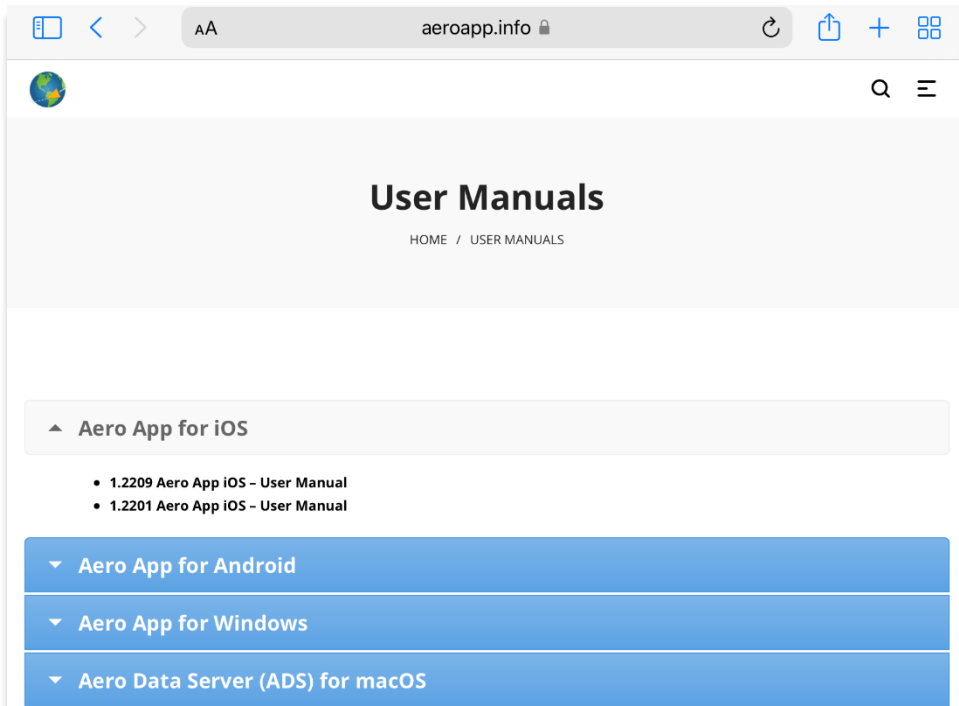 AA
aeroapp.info
User Manuals
HOME / USER MANUALS
Aero App for iOS
• 1.2209 Aero App iOS – User Manual
• 1.2201 Aero App iOS – User Manual
Aero App for Android
Aero App for Windows
Aero Data Server (ADS) for macOS